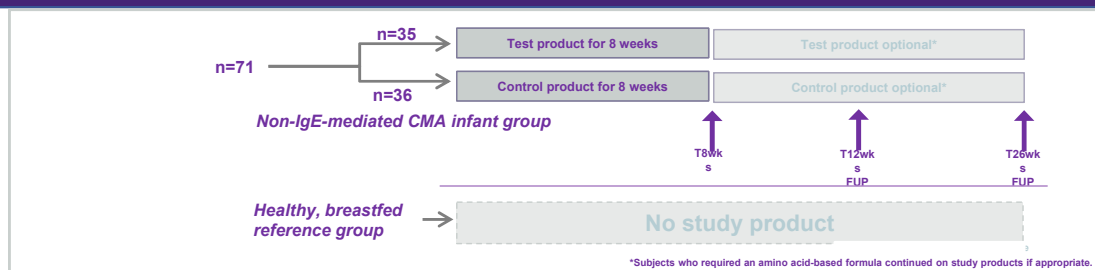 n=35
Test product for 8 weeks
Test product optional*
n=71
n=36
Control product for 8 weeks
Control product optional*
Non-IgE-mediated CMA infant group
T8wk
s
T12wk
s
FUP
T26wk
s
FUP
Healthy, breastfed
reference group
No study product
*Subjects who required an amino acid-based formula continued on study products if appropriate.